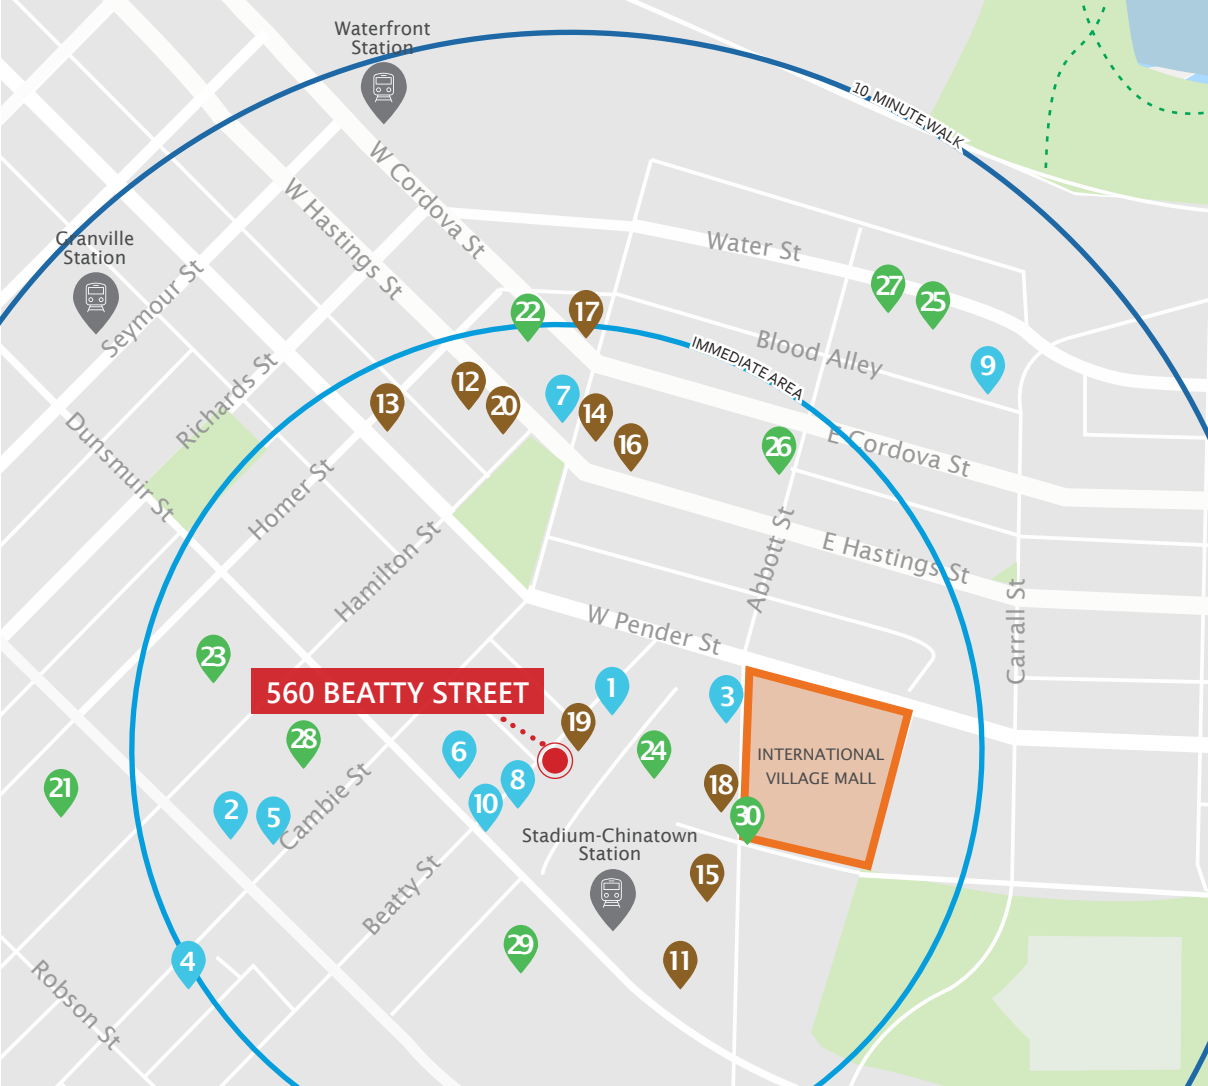 Waterfront
Station
10 MINUTE WALK
W Cordova St
W Hastings St
Granville
Station
Seymour St
Water St
27
25
22
17
Blood Alley
IMMEDIATE AREA
9
Richards St
12
13
20
7
14
16
26
E Cordova St
Dunsmuir St
Homer St
Hamilton St
Abbott St
E Hastings St
W Pender St
Carrall St
23
560 BEATTY STREET
1
3
19
28
6
24
INTERNATIONAL
VILLAGE MALL
8
18
21
2
5
10
30
Cambie St
Stadium-Chinatown
Station
15
Beatty St
29
4
11
Robson St